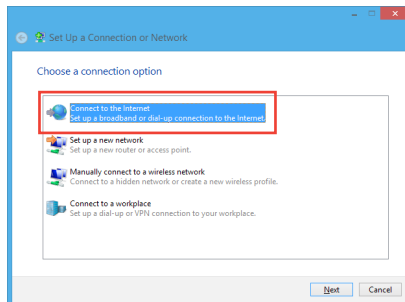 Set Up a Connection or Network
Choose a connection option
Connect to the Internet
Set up a broadband or dial-up connection to the Internet.
Set up a new network
Set up a new router or access point.
Manually connect to a wireless network
Connect to a hidden network or create a new wireless profile.
Connect to a workplace
Set up a dial-up or VPN connection to your workplace.
Next Cancel